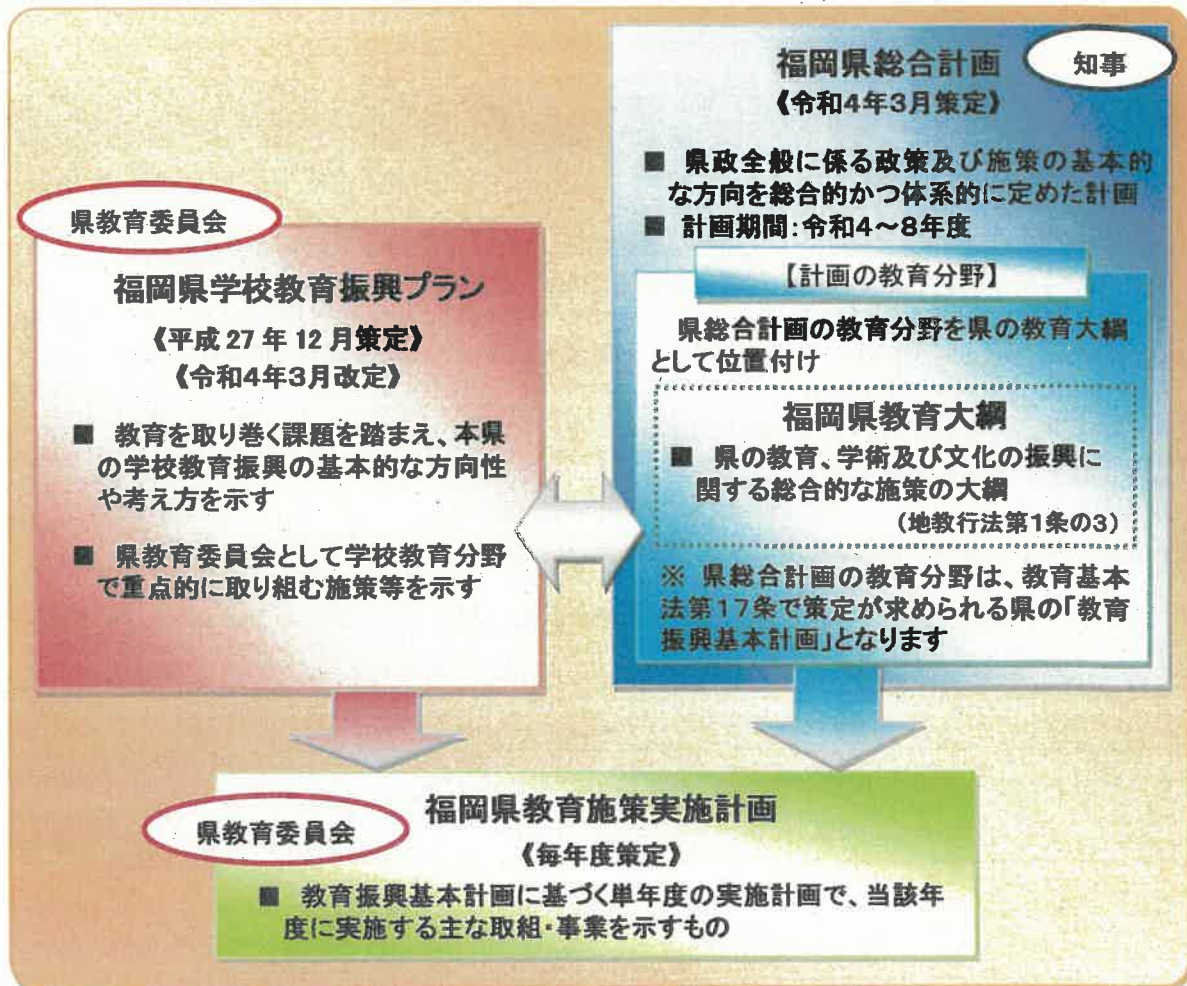 県教育委員会
福岡県学校教育振興プラン
《平成 27 年 12 月策定》
《令和4年3月改定》
■ 教育を取り巻く課題を踏まえ、本県
の学校教育振興の基本的な方向性
や考え方を示す
■ 県教育委員会として学校教育分野
で重点的に取り組む施策等を示す
知事
福岡県総合計画
《令和4年3月策定》
■ 県政全般に係る政策及び施策の基本的
な方向を総合的かつ体系的に定めた計画
■ 計画期間:令和4~8年度
【計画の教育分野】
県総合計画の教育分野を県の教育大綱
として位置付け
福岡県教育大綱
■ 県の教育、学術及び文化の振興に
関する総合的な施策の大綱
(地教行法第1条の3)
※ 県総合計画の教育分野は、教育基本
法第17条で策定が求められる県の「教育
振興基本計画」となります
県教育委員会
福岡県教育施策実施計画
《毎年度策定》
■ 教育振興基本計画に基づく単年度の実施計画で、当該年
度に実施する主な取組・事業を示すもの